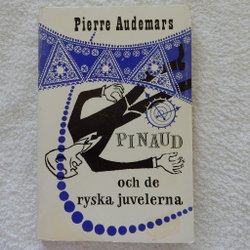 Pierre Audemars
PINAUD
och de
ryska juvelerna